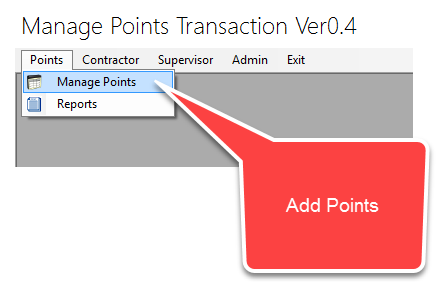 Manage Points Transaction Ver0.4
Points Contractor Supervisor Admin Exit
Manage Points
Reports
Add Points